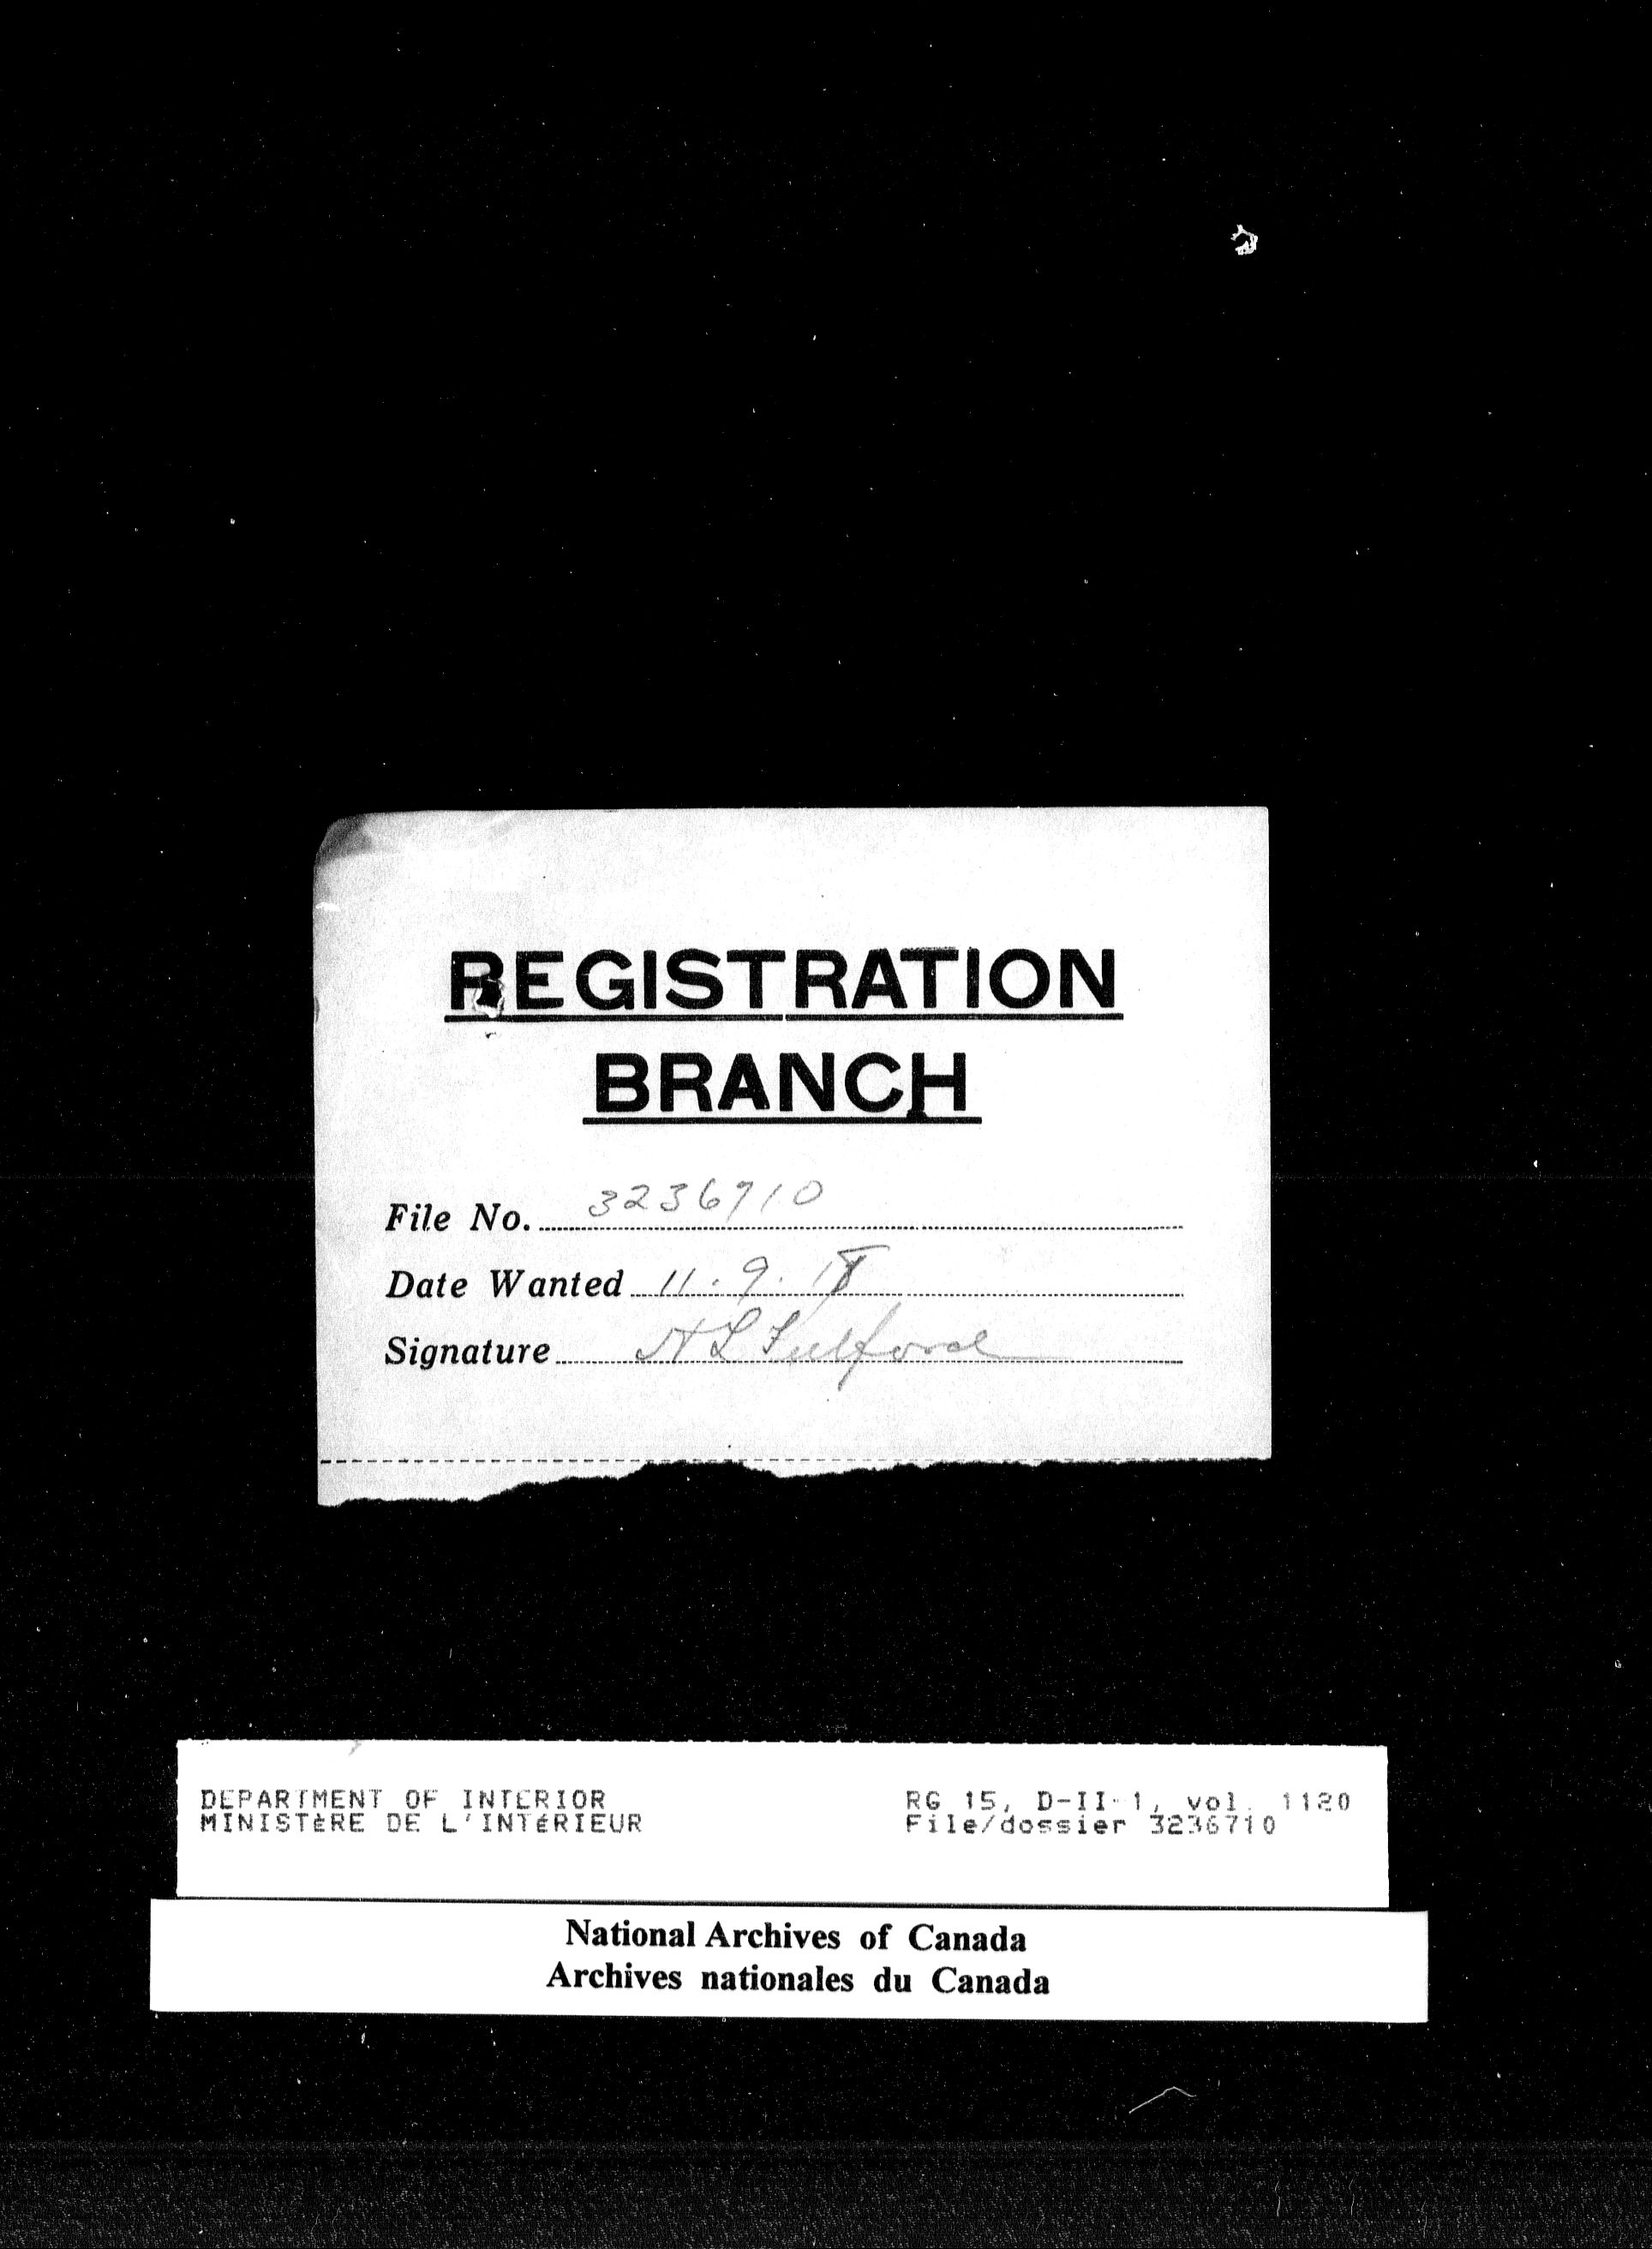 REGISTRATION
BRANCH
File No. 3236710
Date Wanted 11.9.18
Signature H L Fulford
DEPARTMENT OF INTERIOR
MINISTÈRE DE L'INTÉRIEUR
RG 15, D-II-1, vol. 1120
File/dossier 3236710
National Archives of Canada
Archives nationales du Canada